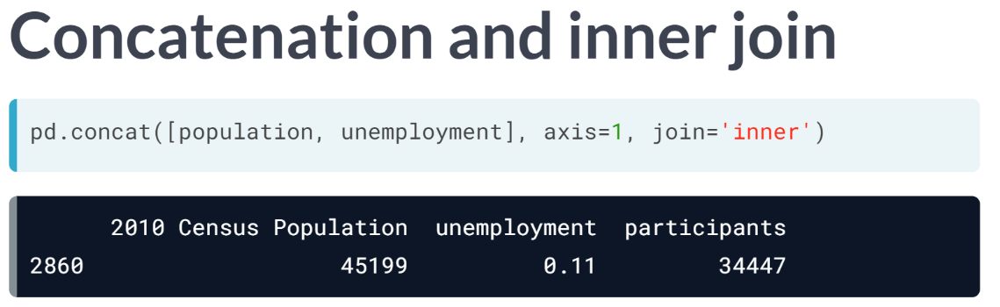 Concatenation and inner join
pd.concat([population, unemployment], axis=1, join='inner')
2010 Census Population unemployment participants
2860 45199 0.11 34447